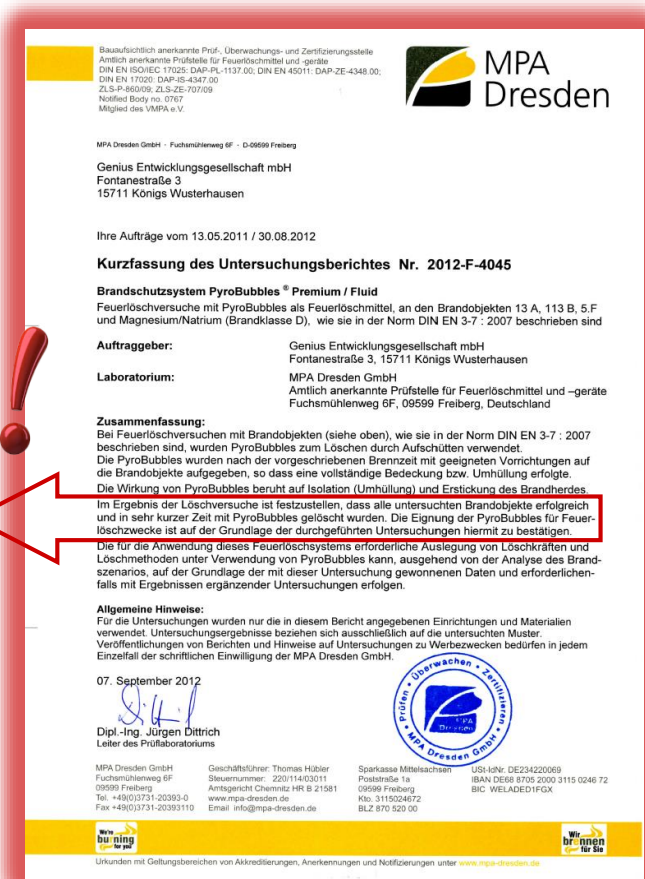 Bauaufsichtlich anerkannte Prüf-, Überwachungs- und Zertifizierungsstelle
Amtlich anerkannte Prüfstelle für Feuerlöschmittel und -geräte
DIN EN ISO/IEC 17025: DAP-PL-1137.00; DIN EN 45011: DAP-ZE-4348.00;
DIN EN 17020: DAP-IS-4347.00
ZLS-P-860/09; ZLS-ZE-707/09
Notified Body no. 0767
Mitglied des VMPA e.V.
MPA
Dresden
MPA Dresden GmbH - Fuchsmühlenweg 6F - D-09599 Freiberg
Genius Entwicklungsgesellschaft mbH
Fontanestraße 3
15711 Königs Wusterhausen
Ihre Aufträge vom 13.05.2011 / 30.08.2012
Kurzfassung des Untersuchungsberichtes Nr. 2012-F-4045
Brandschutzsystem PyroBubbles ® Premium / Fluid
Feuerlöschversuche mit PyroBubbles als Feuerlöschmittel, an den Brandobjekten 13 A, 113 B, 5.F
und Magnesium/Natrium (Brandklasse D), wie sie in der Norm DIN EN 3-7 : 2007 beschrieben sind
Auftraggeber: Genius Entwicklungsgesellschaft mbH
Fontanestraße 3, 15711 Königs Wusterhausen
Laboratorium: MPA Dresden GmbH
Amtlich anerkannte Prüfstelle für Feuerlöschmittel und –geräte
Fuchsmühlenweg 6F, 09599 Freiberg, Deutschland
Zusammenfassung:
Bei Feuerlöschversuchen mit Brandobjekten (siehe oben), wie sie in der Norm DIN EN 3-7 : 2007
beschrieben sind, wurden PyroBubbles zum Löschen durch Aufschütten verwendet.
Die PyroBubbles wurden nach der vorgeschriebenen Brennzeit mit geeigneten Vorrichtungen auf
die Brandobjekte aufgegeben, so dass eine vollständige Bedeckung bzw. Umhüllung erfolgte.
Die Wirkung von PyroBubbles beruht auf Isolation (Umhüllung) und Erstickung des Brandherdes.
Im Ergebnis der Löschversuche ist festzustellen, dass alle untersuchten Brandobjekte erfolgreich
und in sehr kurzer Zeit mit PyroBubbles gelöscht wurden. Die Eignung der PyroBubbles für Feuer-
löschzwecke ist auf der Grundlage der durchgeführten Untersuchungen hiermit zu bestätigen.
Die für die Anwendung dieses Feuerlöschsystems erforderliche Auslegung von Löschkräften und
Löschmethoden unter Verwendung von PyroBubbles kann, ausgehend von der Analyse des Brand-
szenarios, auf der Grundlage der mit dieser Untersuchung gewonnenen Daten und erforderlichen-
falls mit Ergebnissen ergänzender Untersuchungen erfolgen.
Allgemeine Hinweise:
Für die Untersuchungen wurden nur die in diesem Bericht angegebenen Einrichtungen und Materialien
verwendet. Untersuchungsergebnisse beziehen sich ausschließlich auf die untersuchten Muster.
Veröffentlichungen von Berichten und Hinweise auf Untersuchungen zu Werbezwecken bedürfen in jedem
Einzelfall der schriftlichen Einwilligung der MPA Dresden GmbH.
07. September 2012
Dipl.-Ing. Jürgen Dittrich
Leiter des Prüflaboratoriums
Prüfen • Überwachen • Zertifizieren
MPA
Dresden
MPA Dresden GmbH
MPA Dresden GmbH Geschäftsführer: Thomas Hübler Sparkasse Mittelsachsen USt-IdNr. DE234220069
Fuchsmühlenweg 6F Steuernummer: 220/114/03011 Poststraße 1a IBAN DE68 8705 2000 3115 0246 72
09599 Freiberg Amtsgericht Chemnitz HR B 21581 09599 Freiberg BIC WELADED1FGX
Tel. +49(0)3731-20393-0 www.mpa-dresden.de Kto. 3115024672
Fax +49(0)3731-20393110 Email info@mpa-dresden.de BLZ 870 520 00
We're
burning
for you
Wir
brennen
für Sie
Urkunden mit Geltungsbereichen von Akkreditierungen, Anerkennungen und Notifizierungen unter www.mpa-dresden.de